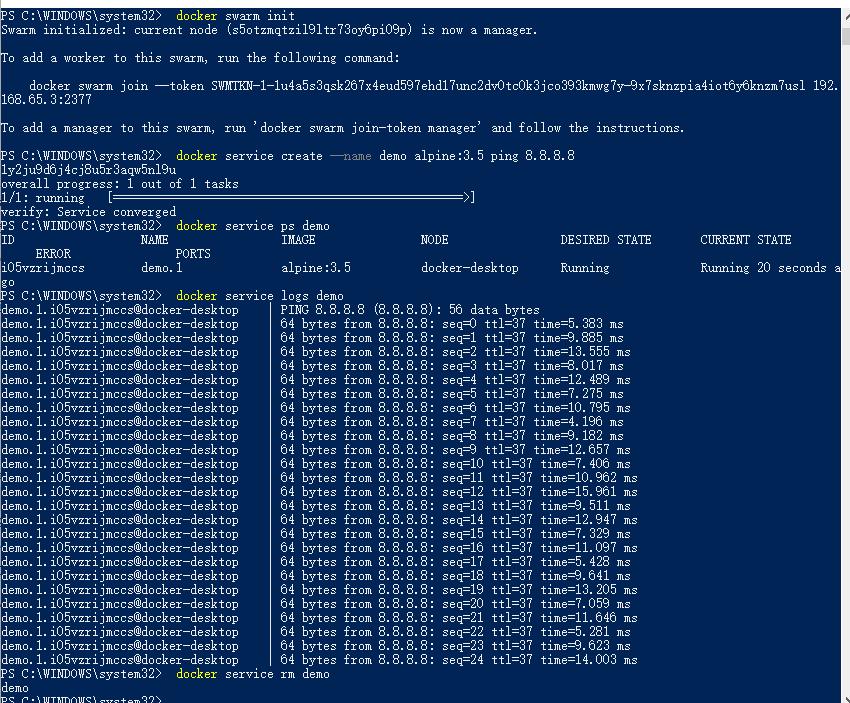 PS C:\WINDOWS\system32> docker swarm init
Swarm initialized: current node (s5otzmqtzil9ltr73oy6pi09p) is now a manager.
To add a worker to this swarm, run the following command:
docker swarm join --token SWMTKN-1-1u4a5s3qsk267x4eud597ehd17unc2dv0tc0k3jco393kmwg7y-9x7sknzpia4iot6y6knzm7usl 192.
168.65.3:2377
To add a manager to this swarm, run 'docker swarm join-token manager' and follow the instructions.
PS C:\WINDOWS\system32> docker service create --name demo alpine:3.5 ping 8.8.8.8
ly2ju9d6j4cj8u5r3aqw5nl9u
overall progress: 1 out of 1 tasks
1/1: running [==================================================>]
verify: Service converged
PS C:\WINDOWS\system32> docker service ps demo
ID NAME IMAGE NODE DESIRED STATE CURRENT STATE
ERROR PORTS
i05vzrijmccs demo.1 alpine:3.5 docker-desktop Running Running 20 seconds a
go
PS C:\WINDOWS\system32> docker service logs demo
demo.1.i05vzrijmccs@docker-desktop | PING 8.8.8.8 (8.8.8.8): 56 data bytes
demo.1.i05vzrijmccs@docker-desktop | 64 bytes from 8.8.8.8: seq=0 ttl=37 time=5.383 ms
demo.1.i05vzrijmccs@docker-desktop | 64 bytes from 8.8.8.8: seq=1 ttl=37 time=9.885 ms
demo.1.i05vzrijmccs@docker-desktop | 64 bytes from 8.8.8.8: seq=2 ttl=37 time=13.555 ms
demo.1.i05vzrijmccs@docker-desktop | 64 bytes from 8.8.8.8: seq=3 ttl=37 time=8.017 ms
demo.1.i05vzrijmccs@docker-desktop | 64 bytes from 8.8.8.8: seq=4 ttl=37 time=12.489 ms
demo.1.i05vzrijmccs@docker-desktop | 64 bytes from 8.8.8.8: seq=5 ttl=37 time=7.275 ms
demo.1.i05vzrijmccs@docker-desktop | 64 bytes from 8.8.8.8: seq=6 ttl=37 time=10.795 ms
demo.1.i05vzrijmccs@docker-desktop | 64 bytes from 8.8.8.8: seq=7 ttl=37 time=4.196 ms
demo.1.i05vzrijmccs@docker-desktop | 64 bytes from 8.8.8.8: seq=8 ttl=37 time=9.182 ms
demo.1.i05vzrijmccs@docker-desktop | 64 bytes from 8.8.8.8: seq=9 ttl=37 time=12.657 ms
demo.1.i05vzrijmccs@docker-desktop | 64 bytes from 8.8.8.8: seq=10 ttl=37 time=7.406 ms
demo.1.i05vzrijmccs@docker-desktop | 64 bytes from 8.8.8.8: seq=11 ttl=37 time=10.962 ms
demo.1.i05vzrijmccs@docker-desktop | 64 bytes from 8.8.8.8: seq=12 ttl=37 time=15.961 ms
demo.1.i05vzrijmccs@docker-desktop | 64 bytes from 8.8.8.8: seq=13 ttl=37 time=9.511 ms
demo.1.i05vzrijmccs@docker-desktop | 64 bytes from 8.8.8.8: seq=14 ttl=37 time=12.947 ms
demo.1.i05vzrijmccs@docker-desktop | 64 bytes from 8.8.8.8: seq=15 ttl=37 time=7.329 ms
demo.1.i05vzrijmccs@docker-desktop | 64 bytes from 8.8.8.8: seq=16 ttl=37 time=11.097 ms
demo.1.i05vzrijmccs@docker-desktop | 64 bytes from 8.8.8.8: seq=17 ttl=37 time=5.428 ms
demo.1.i05vzrijmccs@docker-desktop | 64 bytes from 8.8.8.8: seq=18 ttl=37 time=9.641 ms
demo.1.i05vzrijmccs@docker-desktop | 64 bytes from 8.8.8.8: seq=19 ttl=37 time=13.205 ms
demo.1.i05vzrijmccs@docker-desktop | 64 bytes from 8.8.8.8: seq=20 ttl=37 time=7.059 ms
demo.1.i05vzrijmccs@docker-desktop | 64 bytes from 8.8.8.8: seq=21 ttl=37 time=11.646 ms
demo.1.i05vzrijmccs@docker-desktop | 64 bytes from 8.8.8.8: seq=22 ttl=37 time=5.281 ms
demo.1.i05vzrijmccs@docker-desktop | 64 bytes from 8.8.8.8: seq=23 ttl=37 time=9.623 ms
demo.1.i05vzrijmccs@docker-desktop | 64 bytes from 8.8.8.8: seq=24 ttl=37 time=14.003 ms
PS C:\WINDOWS\system32> docker service rm demo
demo
PS C:\WINDOWS\system32>